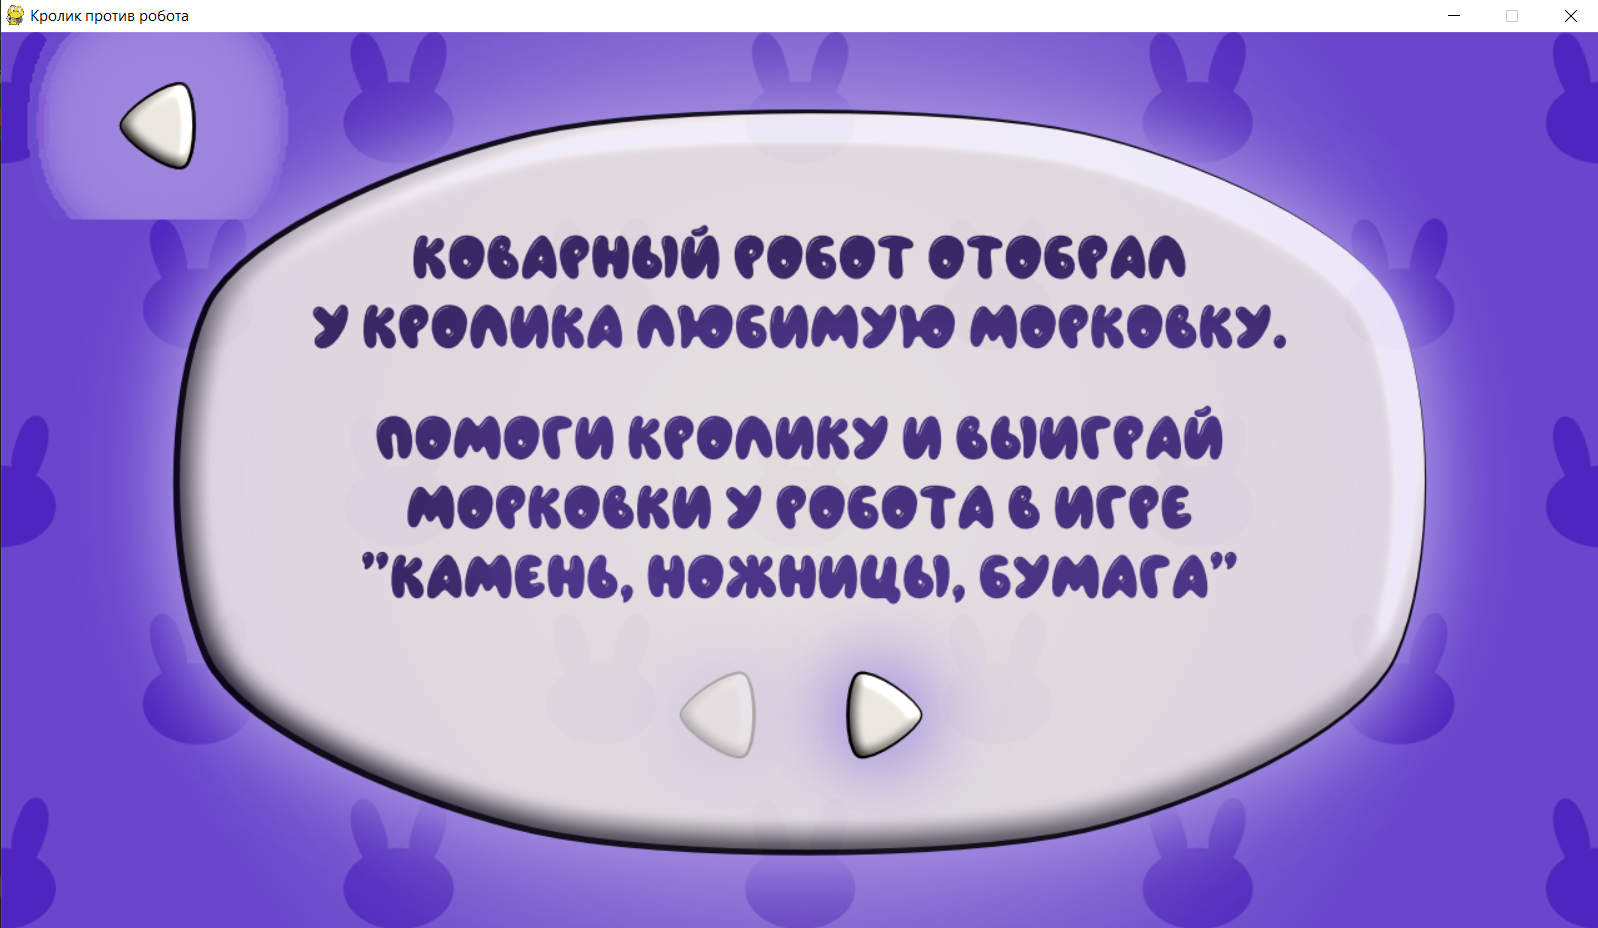 Кролик против робота
КОВАРНЫЙ РОБОТ ОТОБРАЛ
У КРОЛИКА ЛЮБИМУЮ МОРКОВКУ.
ПОМОГИ КРОЛИКУ И ВЫИГРАЙ
МОРКОВКИ У РОБОТА В ИГРЕ
"КАМЕНЬ, НОЖНИЦЫ, БУМАГА"